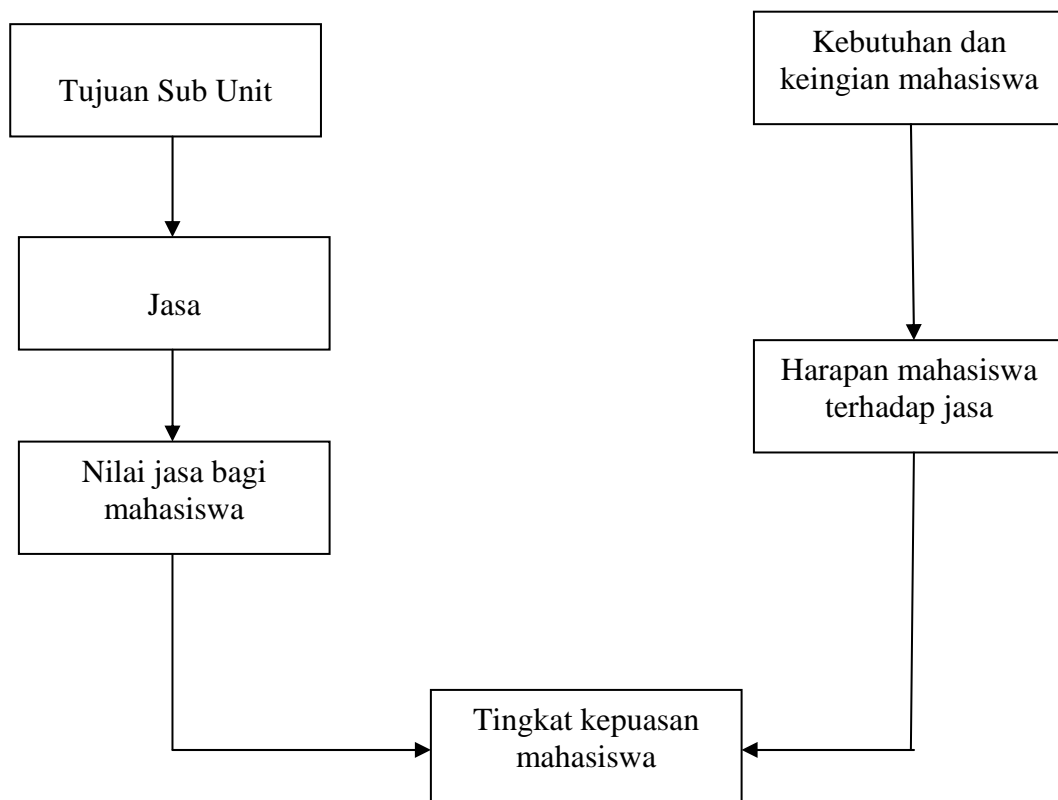 Tujuan Sub Unit
Jasa
Nilai jasa bagi
mahasiswa
Kebutuhan dan
keingian mahasiswa
Harapan mahasiswa
terhadap jasa
Tingkat kepuasan
mahasiswa